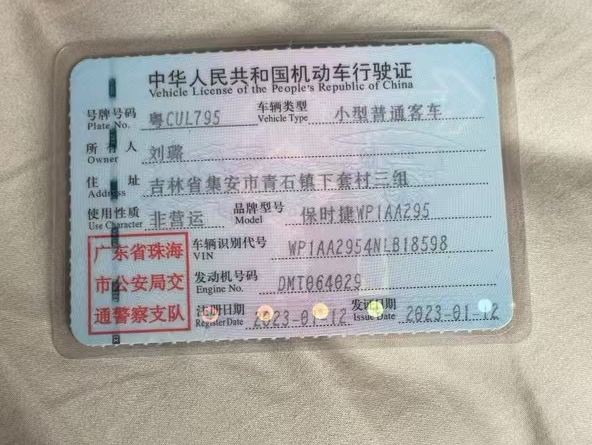 中华人民共和国机动车行驶证
Vehicle License of the People's Republic of China
号牌号码 粤CUL795 车辆类型 小型普通客车
Plate No. Vehicle Type
所有人 刘璐
Owner
住址 吉林省集安市青石镇下套村三组
Address
使用性质 非营运 品牌型号 保时捷WP1AA295
Use Character Model
广东省珠海 车辆识别代号 WP1AA2954NLB18598
VIN
市公安局交 发动机号码 DMT064029
Engine No.
通警察支队 注册日期 2023-01-12 发证日期 2023-01-12
Register Date Issue Date